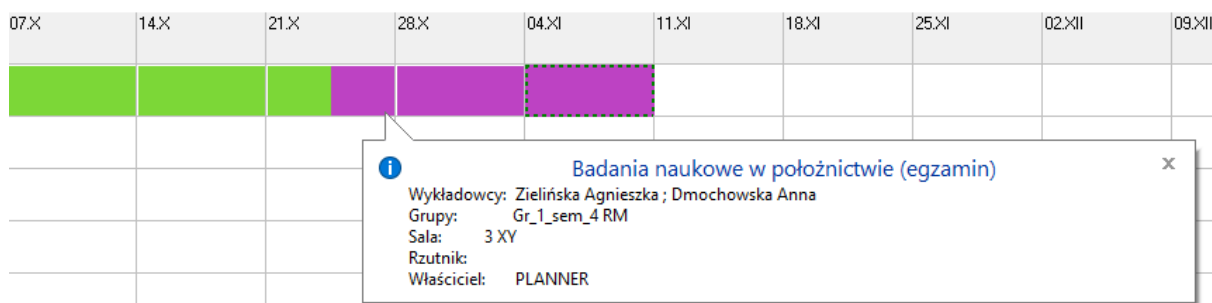 07.X 14.X 21.X 28.X 04.XI 11.XI 18.XI 25.XI 02.XII 09.XII
Badania naukowe w położnictwie (egzamin) x
Wykładowcy: Zielińska Agnieszka ; Dmochowska Anna
Grupy: Gr_1_sem_4 RM
Sala: 3 XY
Rzutnik:
Właściciel: PLANNER